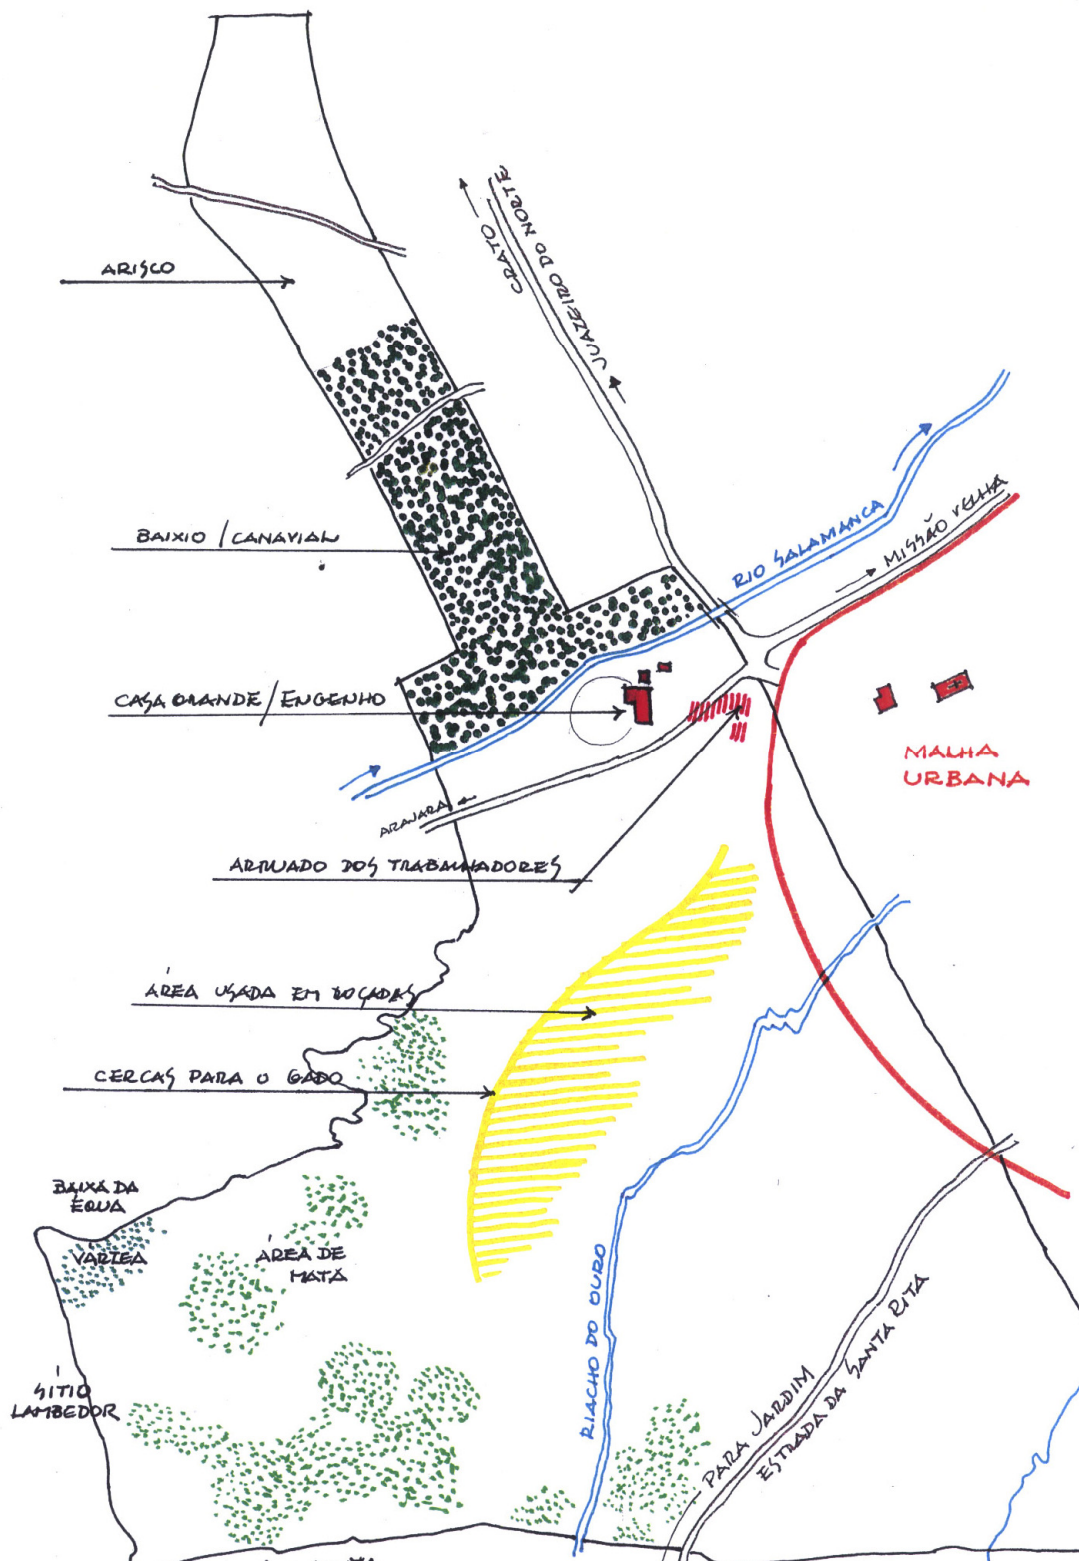 CRATO
JUAZEIRO DO NORTE
ARISCO
BAIXIO / CANAVIAL
RIO SALAMANCA
MISSÃO VELHA
CASA GRANDE / ENGENHO
MALHA
URBANA
ARAJARA
ARRUADO DOS TRABALHADORES
ÁREA USADA EM ROÇADAS
CERCAS PARA O GADO
BAIXA DA
ÉGUA
VÁRZEA
ÁREA DE
MATA
RIACHO DO OURO
SÍTIO
LAMBEDOR
PARA JARDIM
ESTRADA DA SANTA RITA